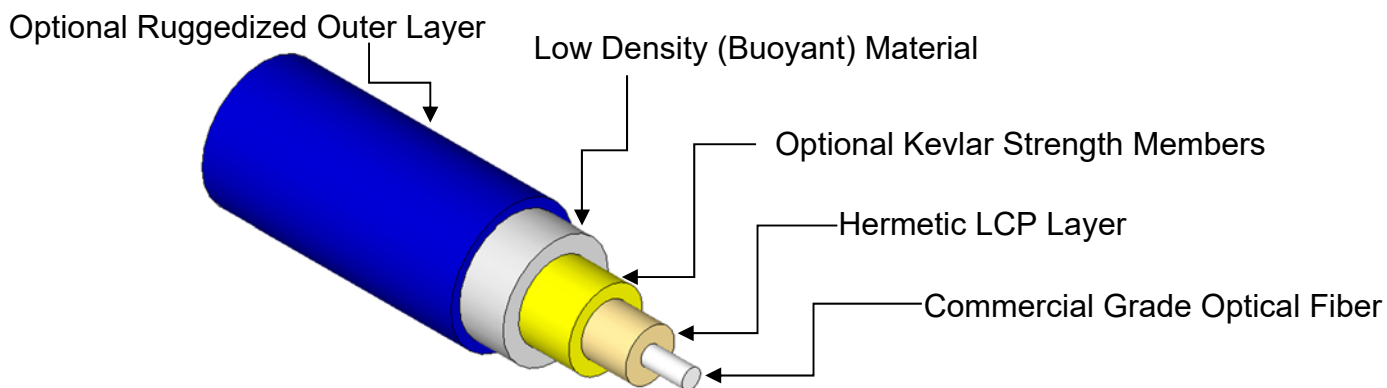 Optional Ruggedized Outer Layer
Low Density (Buoyant) Material
Optional Kevlar Strength Members
Hermetic LCP Layer
Commercial Grade Optical Fiber